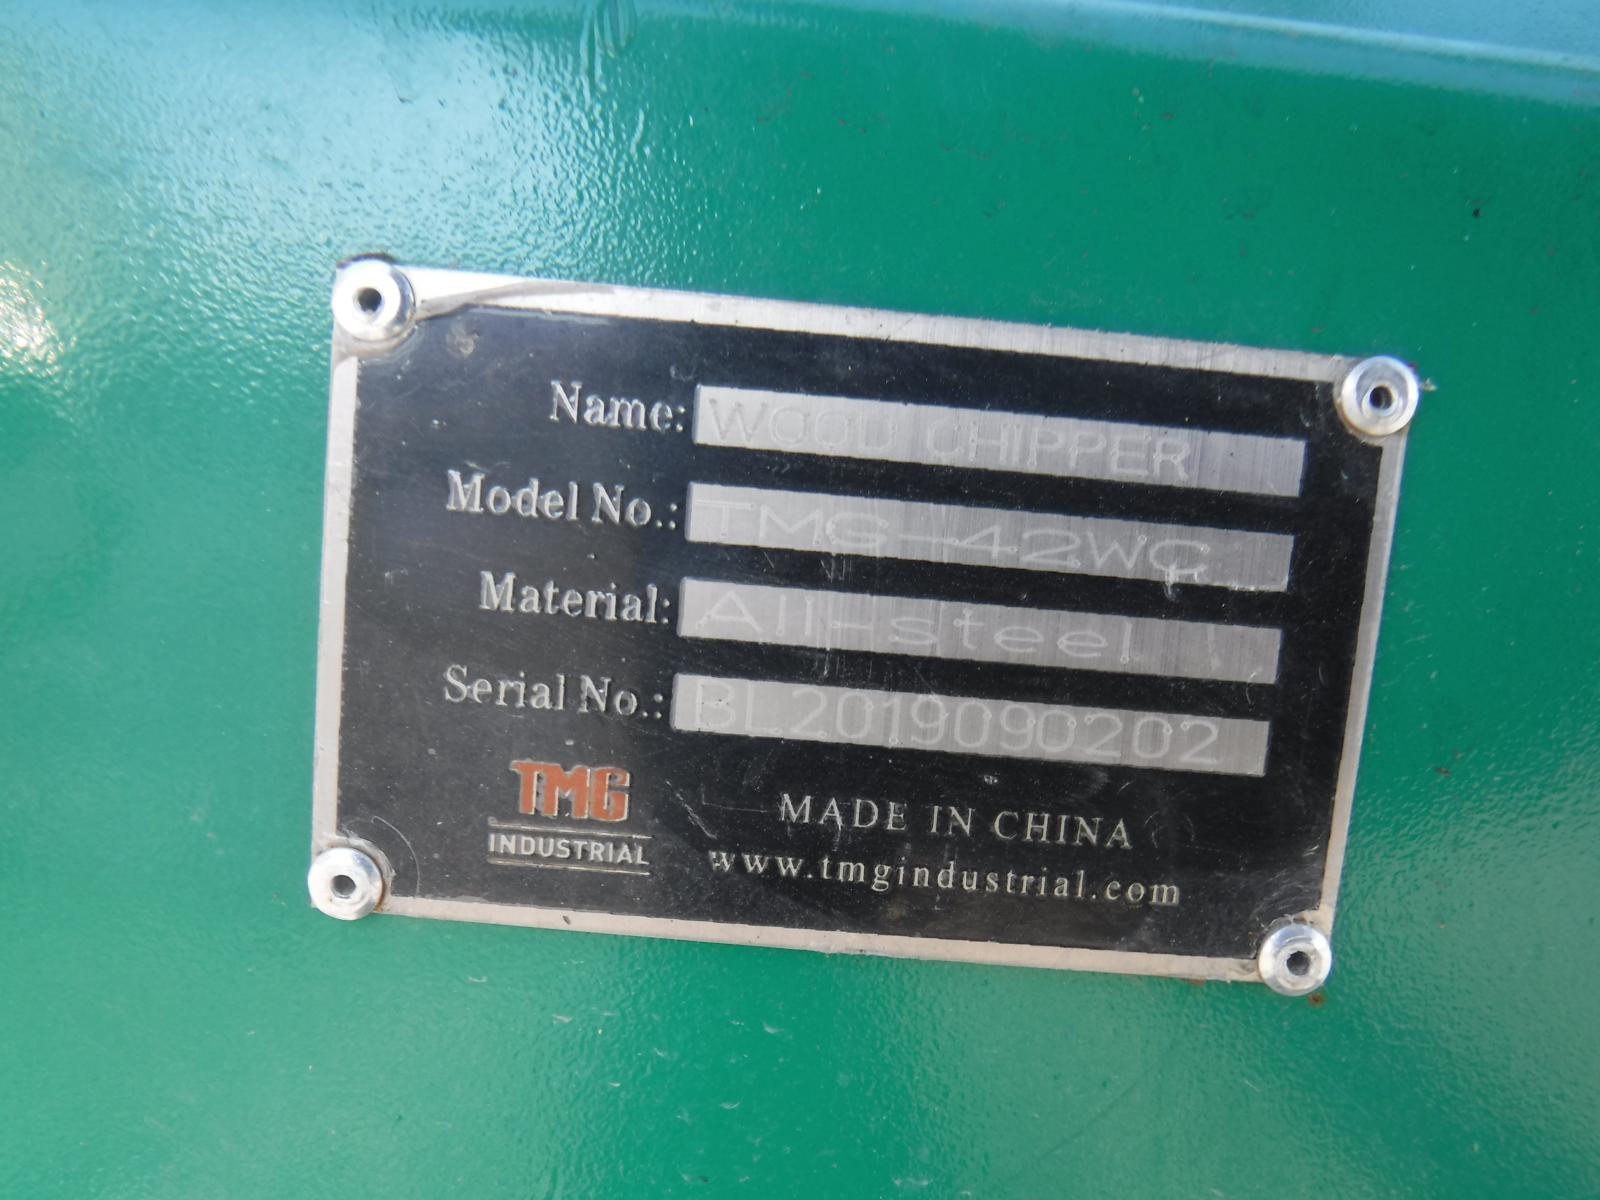 Name: WOOD CHIPPER
Model No.: TMG-42WC
Material: All-steel
Serial No.: BL2019090202
TMG
INDUSTRIAL
MADE IN CHINA
www.tmgindustrial.com